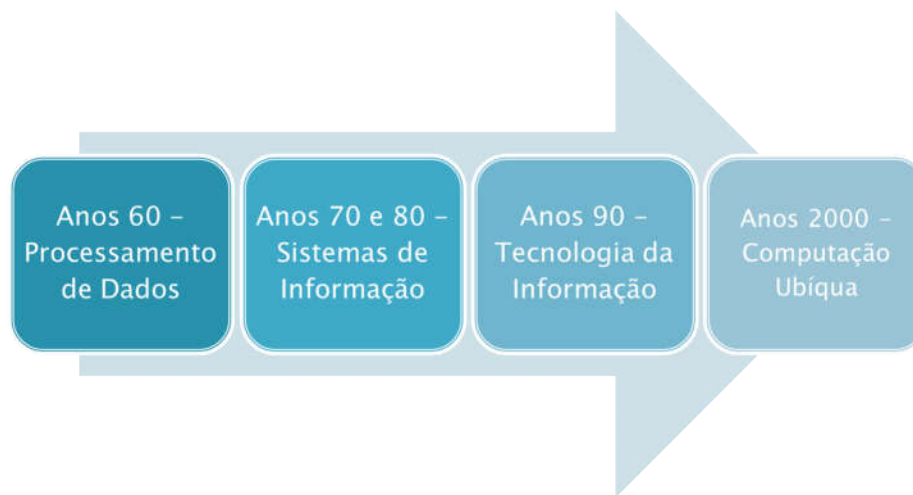 Anos 60 –
Processamento
de Dados
Anos 70 e 80 –
Sistemas de
Informação
Anos 90 –
Tecnologia da
Informação
Anos 2000 –
Computação
Ubíqua